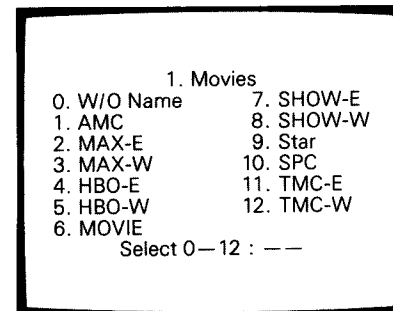 1. Movies
0. W/O Name 7. SHOW-E
1. AMC 8. SHOW-W
2. MAX-E 9. Star
3. MAX-W 10. SPC
4. HBO-E 11. TMC-E
5. HBO-W 12. TMC-W
6. MOVIE
Select 0—12 : — —